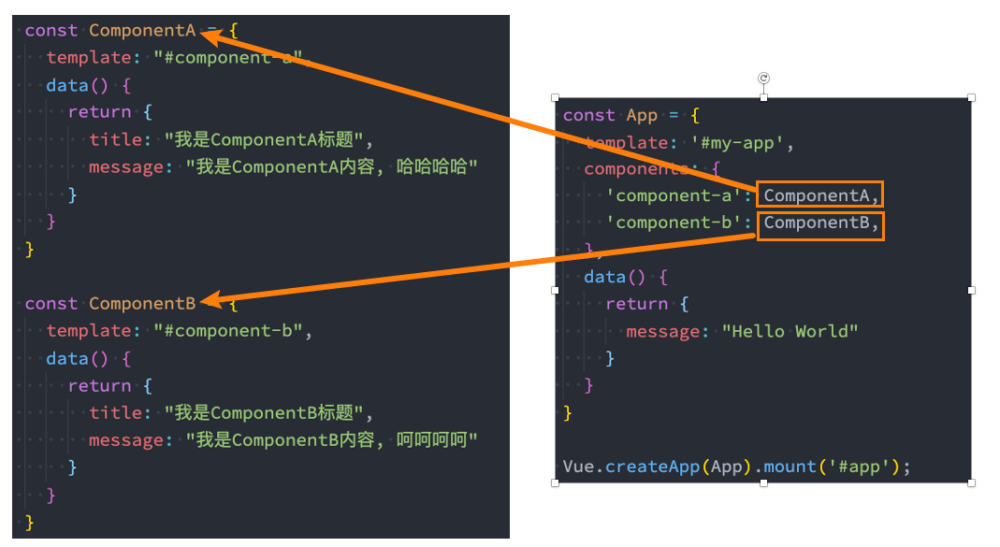 const ComponentA = {
template: "#component-a",
data() {
return {
title: "我是ComponentA标题",
message: "我是ComponentA内容, 哈哈哈哈"
}
}
}
const ComponentB = {
template: "#component-b",
data() {
return {
title: "我是ComponentB标题",
message: "我是ComponentB内容, 呵呵呵呵"
}
}
}
const App = {
template: '#my-app',
components: {
'component-a': ComponentA,
'component-b': ComponentB,
},
data() {
return {
message: "Hello World"
}
}
}
Vue.createApp(App).mount('#app');